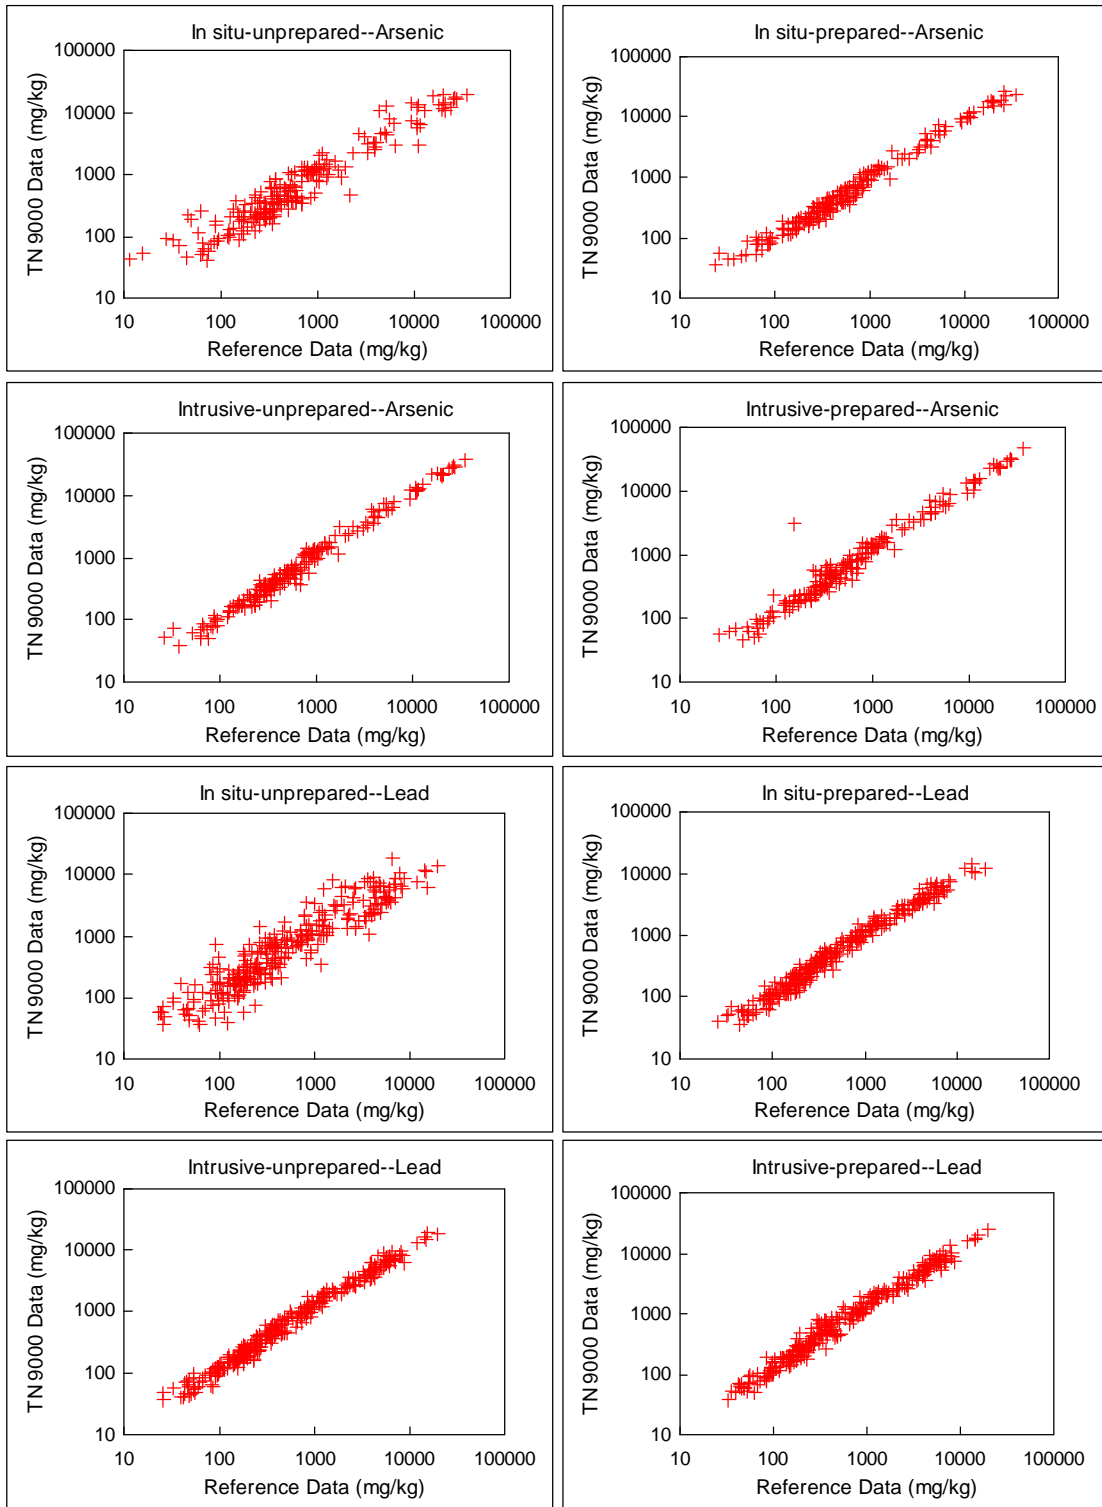 In situ-unprepared--Arsenic
TN 9000 Data (mg/kg)
100000
10000
1000
100
10
10 100 1000 10000 100000
Reference Data (mg/kg)
In situ-prepared--Arsenic
TN 9000 Data (mg/kg)
100000
10000
1000
100
10
10 100 1000 10000 100000
Reference Data (mg/kg)
Intrusive-unprepared--Arsenic
TN 9000 Data (mg/kg)
100000
10000
1000
100
10
10 100 1000 10000 100000
Reference Data (mg/kg)
Intrusive-prepared--Arsenic
TN 9000 Data (mg/kg)
100000
10000
1000
100
10
10 100 1000 10000 100000
Reference Data (mg/kg)
In situ-unprepared--Lead
TN 9000 Data (mg/kg)
100000
10000
1000
100
10
10 100 1000 10000 100000
Reference Data (mg/kg)
In situ-prepared--Lead
TN 9000 Data (mg/kg)
100000
10000
1000
100
10
10 100 1000 10000 100000
Reference Data (mg/kg)
Intrusive-unprepared--Lead
TN 9000 Data (mg/kg)
100000
10000
1000
100
10
10 100 1000 10000 100000
Reference Data (mg/kg)
Intrusive-prepared--Lead
TN 9000 Data (mg/kg)
100000
10000
1000
100
10
10 100 1000 10000 100000
Reference Data (mg/kg)